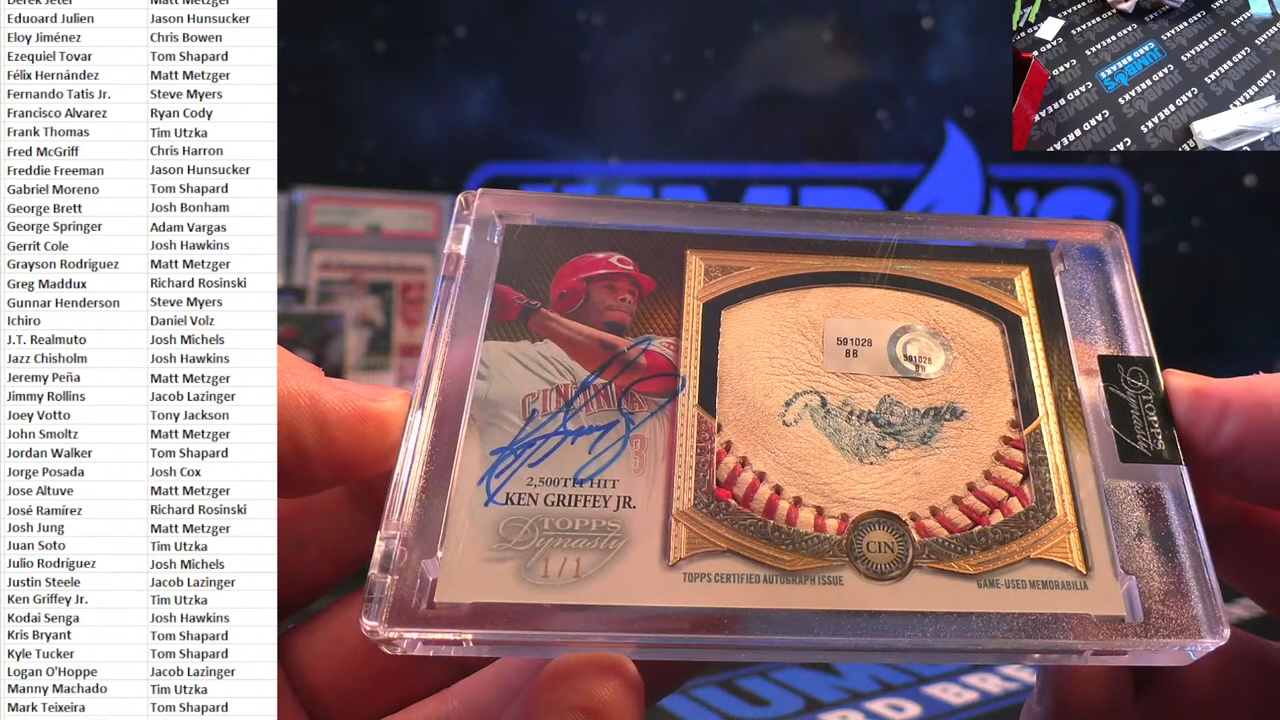 Eduoard Julien Jason Hunsucker
Eloy Jiménez Chris Bowen
Ezequiel Tovar Tom Shapard
Félix Hernández Matt Metzger
Fernando Tatis Jr. Steve Myers
Francisco Alvarez Ryan Cody
Frank Thomas Tim Utzka
Fred McGriff Chris Harron
Freddie Freeman Jason Hunsucker
Gabriel Moreno Tom Shapard
George Brett Josh Bonham
George Springer Adam Vargas
Gerrit Cole Josh Hawkins
Grayson Rodriguez Matt Metzger
Greg Maddux Richard Rosinski
Gunnar Henderson Steve Myers
Ichiro Daniel Volz
J.T. Realmuto Josh Michels
Jazz Chisholm Josh Hawkins
Jeremy Peña Matt Metzger
Jimmy Rollins Jacob Lazinger
Joey Votto Tony Jackson
John Smoltz Matt Metzger
Jordan Walker Tom Shapard
Jorge Posada Josh Cox
Jose Altuve Matt Metzger
José Ramírez Richard Rosinski
Josh Jung Matt Metzger
Juan Soto Tim Utzka
Julio Rodríguez Josh Michels
Justin Steele Jacob Lazinger
Ken Griffey Jr. Tim Utzka
Kodai Senga Josh Hawkins
Kris Bryant Tom Shapard
Kyle Tucker Tom Shapard
Logan O'Hoppe Jacob Lazinger
Manny Machado Tim Utzka
Mark Teixeira Tom Shapard
JUMBO'S
CARD BREAKS
591028
BB
591028
BB
3
2,500TH HIT
KEN GRIFFEY JR.
TOPPS
Dynasty
1/1
CIN
TOPPS CERTIFIED AUTOGRAPH ISSUE
GAME-USED MEMORABILIA
TOPPS
Dynasty